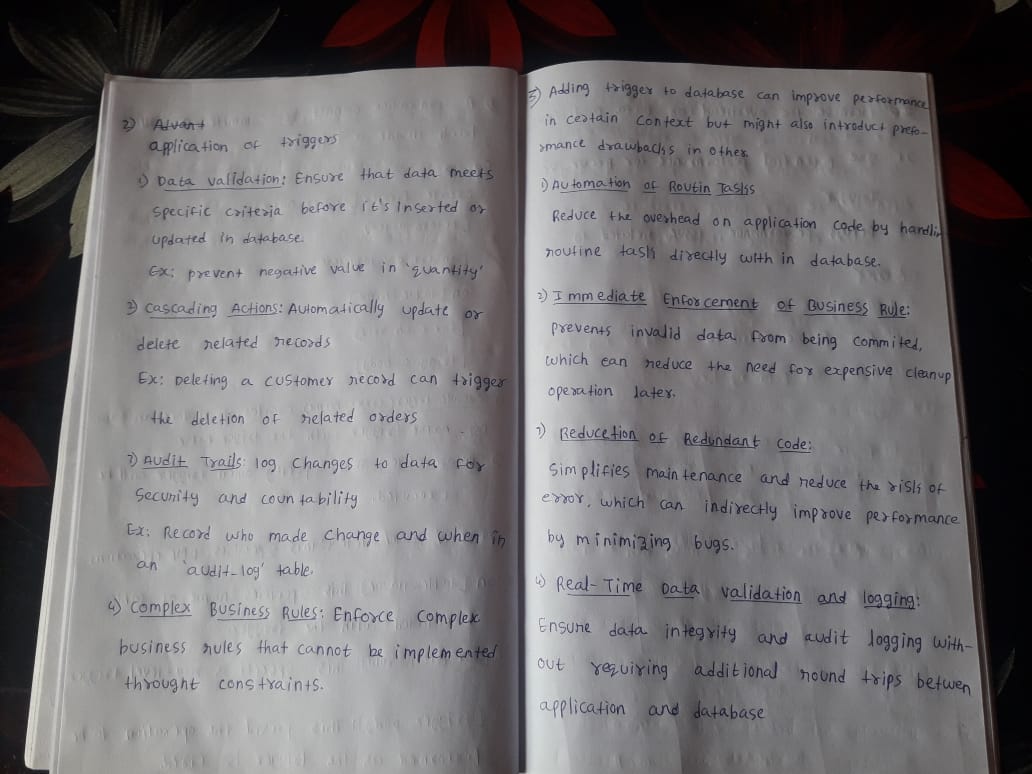 2) Advant
application of triggers
1) Data validation: Ensure that data meets
specific criteria before it's Inserted or
updated in database.
Ex: prevent negative value in 'quantity'
2) Cascading Actions: Automatically update or
delete related records
Ex: Deleting a customer record can trigger
the deletion of related orders
3) Audit Trails: log changes to data for
Security and countability
Ex: Record who made change and when in
an 'audit-log' table.
4) Complex Business Rules: Enforce complex
business rules that cannot be implemented
throught constraints.
3) Adding trigger to database can improve performance
in certain context but might also introduct prefo-
rmance drawbacks in other.
1) Automation of Routin Tasks
Reduce the overhead on application code by handlin
routine task directly with in database.
2) Immediate Enforcement of Business Rule:
prevents invalid data from being commited,
which can reduce the need for expensive cleanup
operation later.
3) Reducetion of Redundant code:
Simplifies maintenance and reduce the risk of
error, which can indirectly improve performance
by minimizing bugs.
4) Real-Time Data validation and logging:
Ensure data integrity and audit logging with-
out requiring additional round trips betwen
application and database